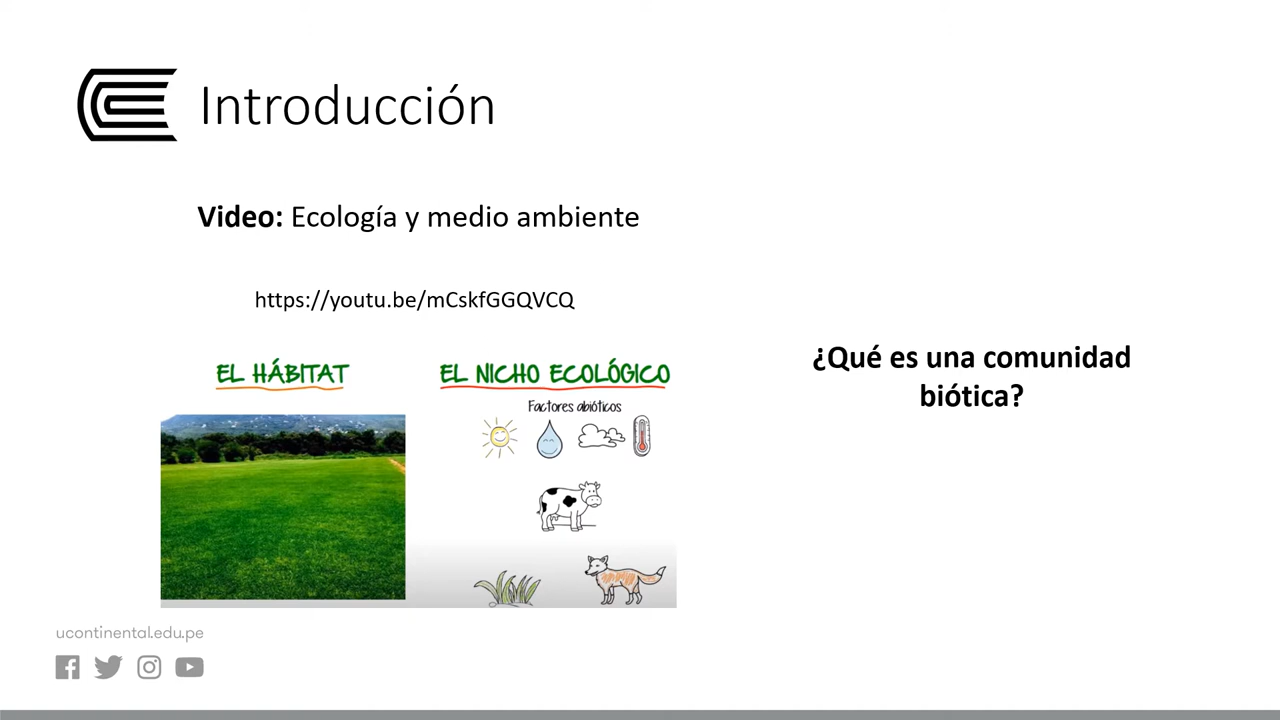 Introducción
Video: Ecología y medio ambiente
https://youtu.be/mCskfGGQVCQ
EL HÁBITAT
EL NICHO ECOLÓGICO
Factores abióticos
¿Qué es una comunidad
biótica?
ucontinental.edu.pe